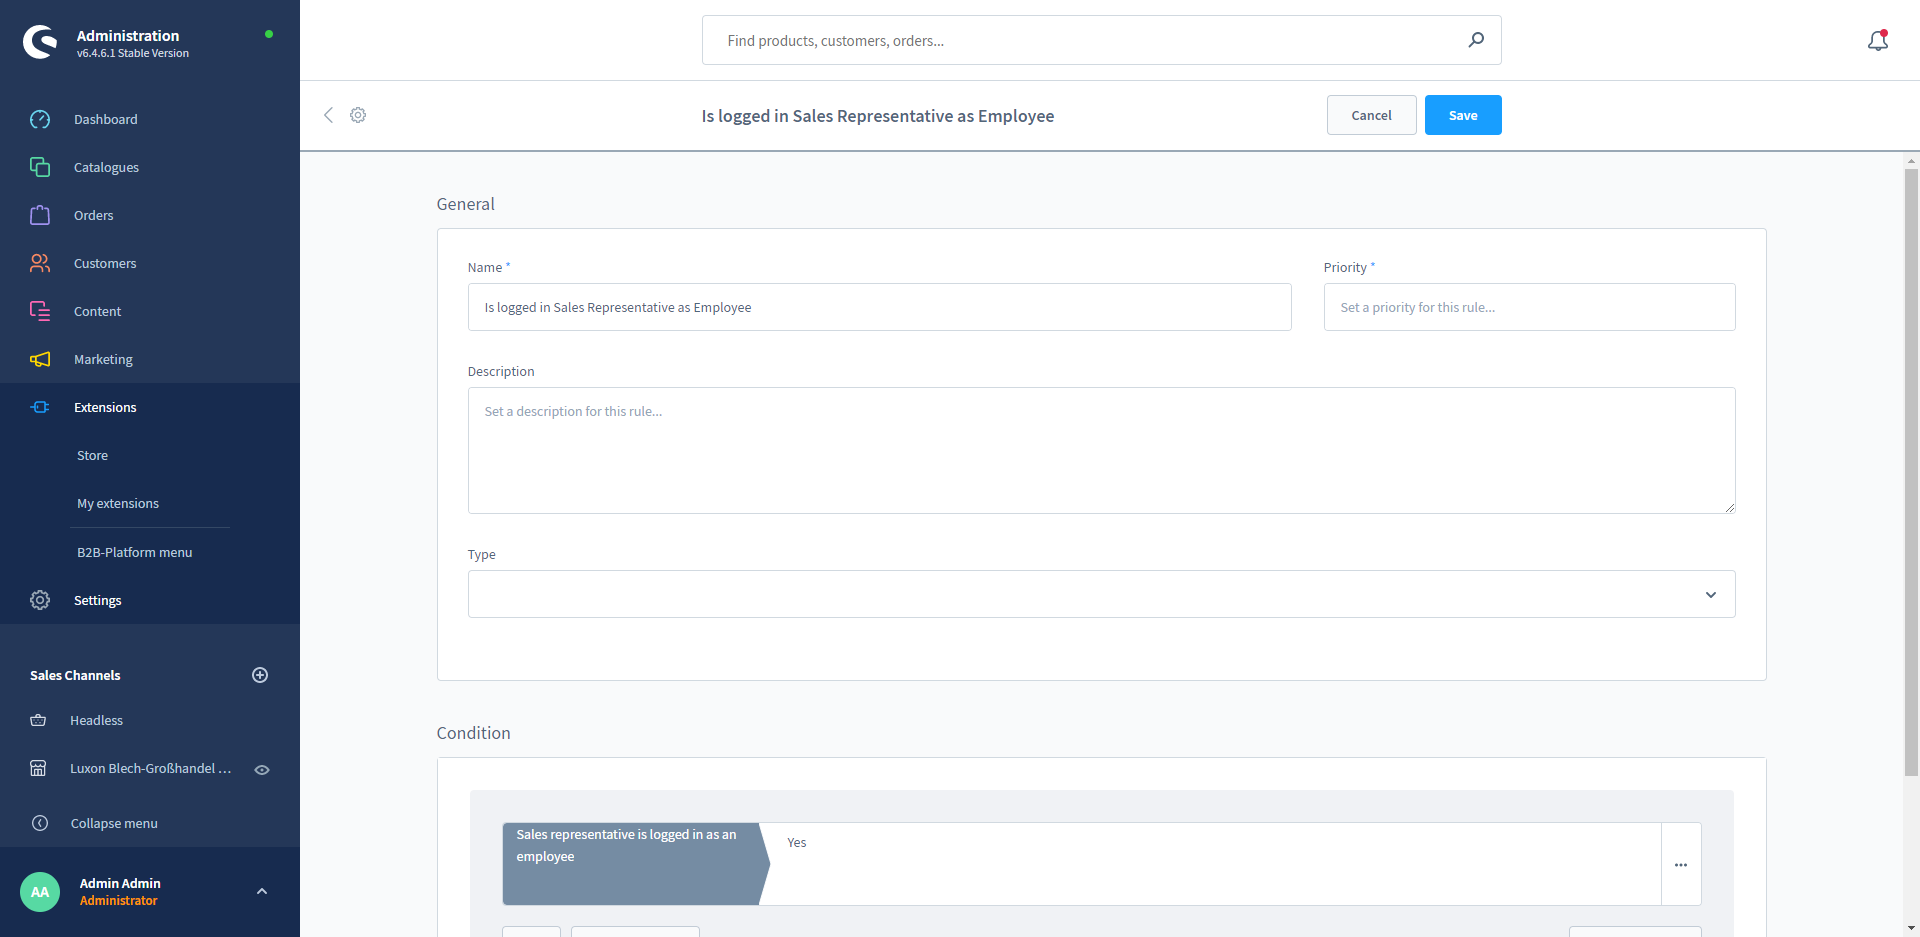 Administration
v6.4.6.1 Stable Version
Dashboard
Catalogues
Orders
Customers
Content
Marketing
Extensions
Store
My extensions
B2B-Platform menu
Settings
Sales Channels
Headless
Luxon Blech-Großhandel ...
Collapse menu
AA
Admin Admin
Administrator
Find products, customers, orders...
Is logged in Sales Representative as Employee
Cancel
Save
General
Name *
Priority *
Is logged in Sales Representative as Employee
Set a priority for this rule...
Description
Set a description for this rule...
Type
Condition
Sales representative is logged in as an
employee
Yes